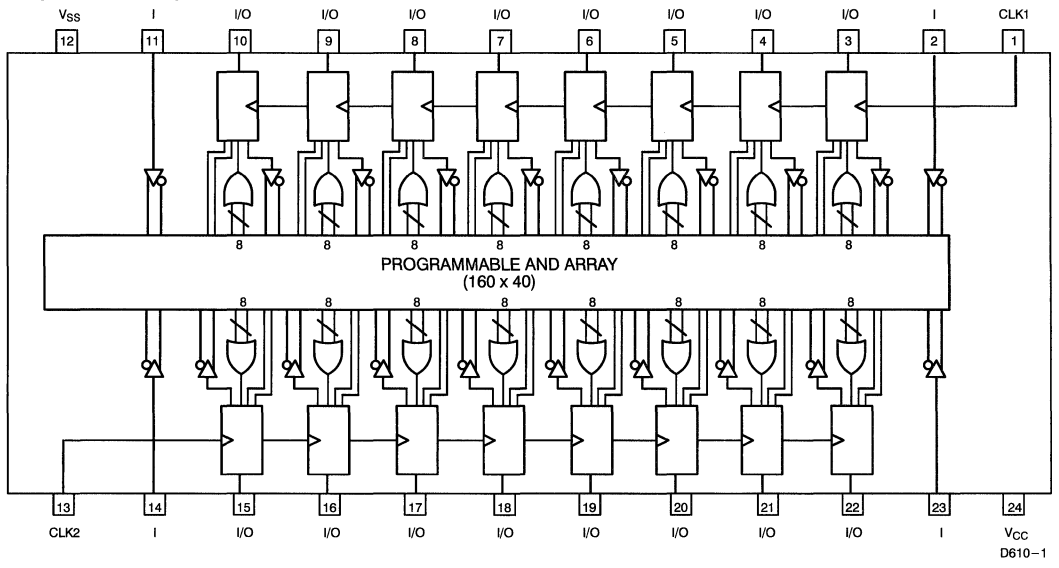 VSS I I/O I/O I/O I/O I/O I/O I/O I/O I CLK1
12 11 10 9 8 7 6 5 4 3 2 1
8 8 8 8 8 8 8 8
PROGRAMMABLE AND ARRAY
(160 x 40)
8 8 8 8 8 8 8 8
13 14 15 16 17 18 19 20 21 22 23 24
CLK2 I I/O I/O I/O I/O I/O I/O I/O I/O I VCC
D610-1